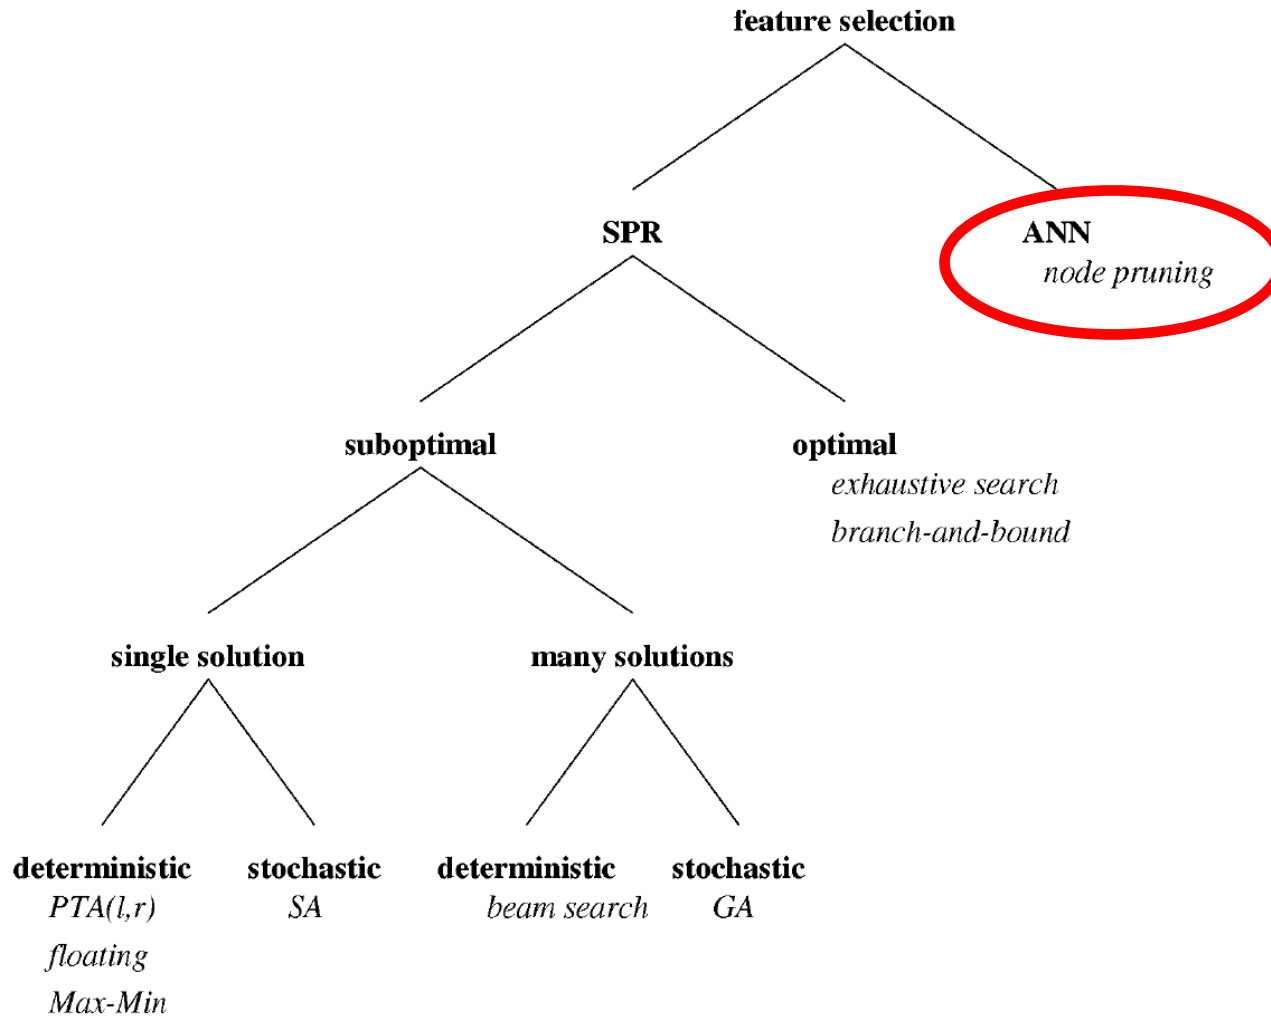 feature selection
SPR
ANN
node pruning
suboptimal
optimal
exhaustive search
branch-and-bound
single solution
many solutions
deterministic
PTA(l,r)
floating
Max-Min
stochastic
SA
deterministic
beam search
stochastic
GA